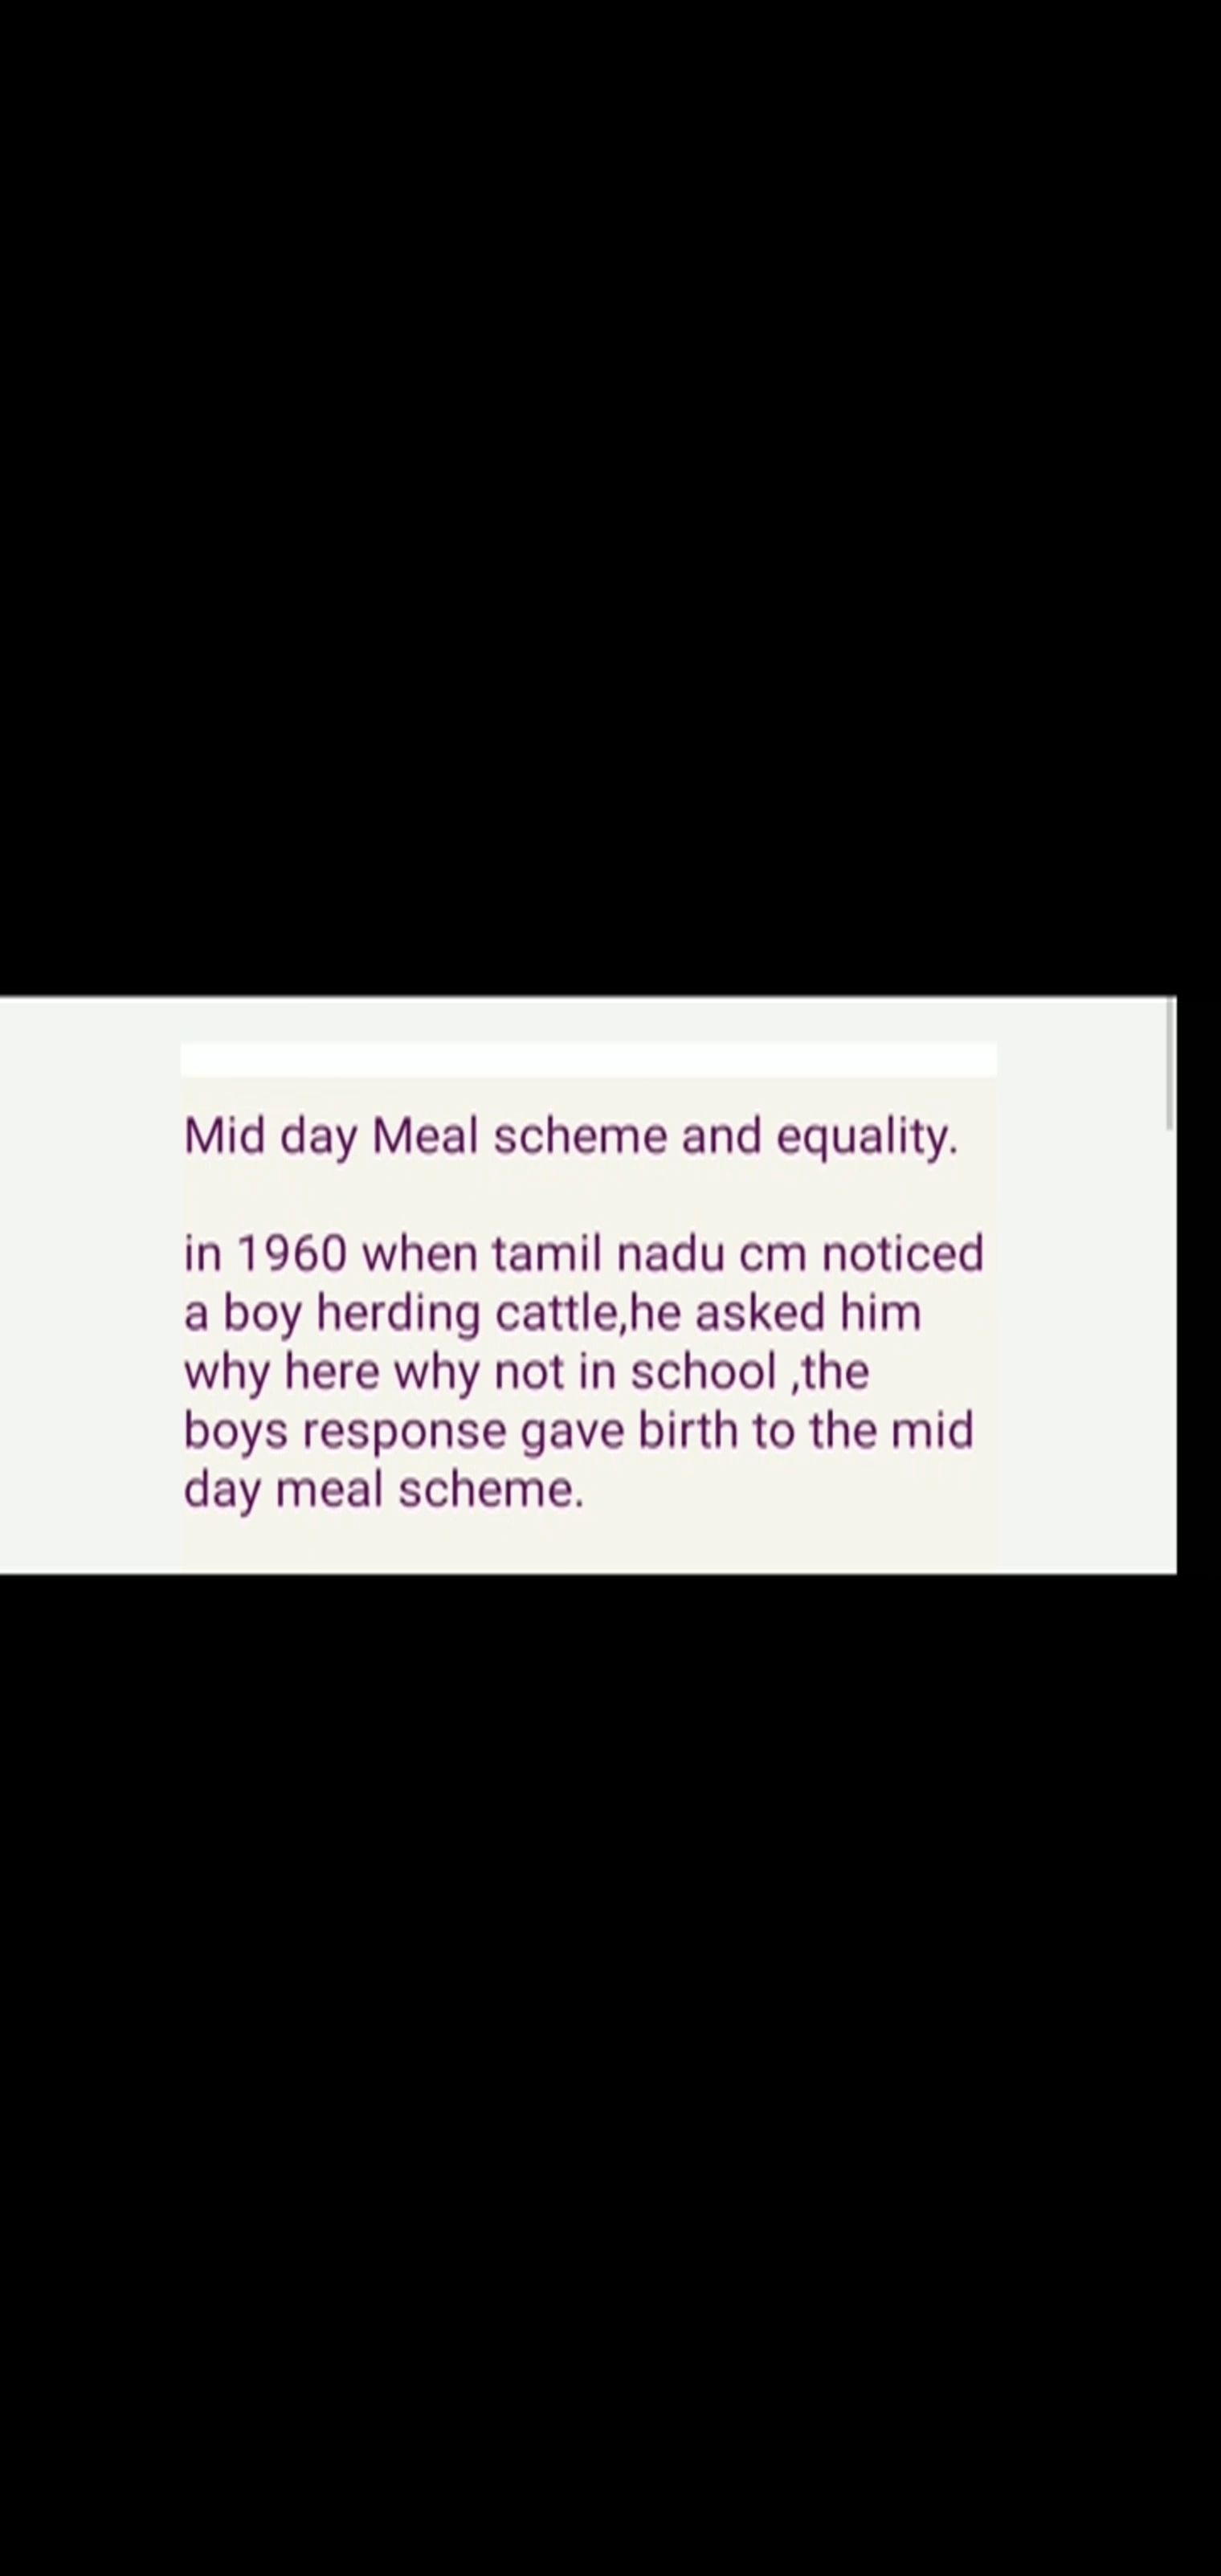 Mid day Meal scheme and equality.
in 1960 when tamil nadu cm noticed
a boy herding cattle,he asked him
why here why not in school ,the
boys response gave birth to the mid
day meal scheme.